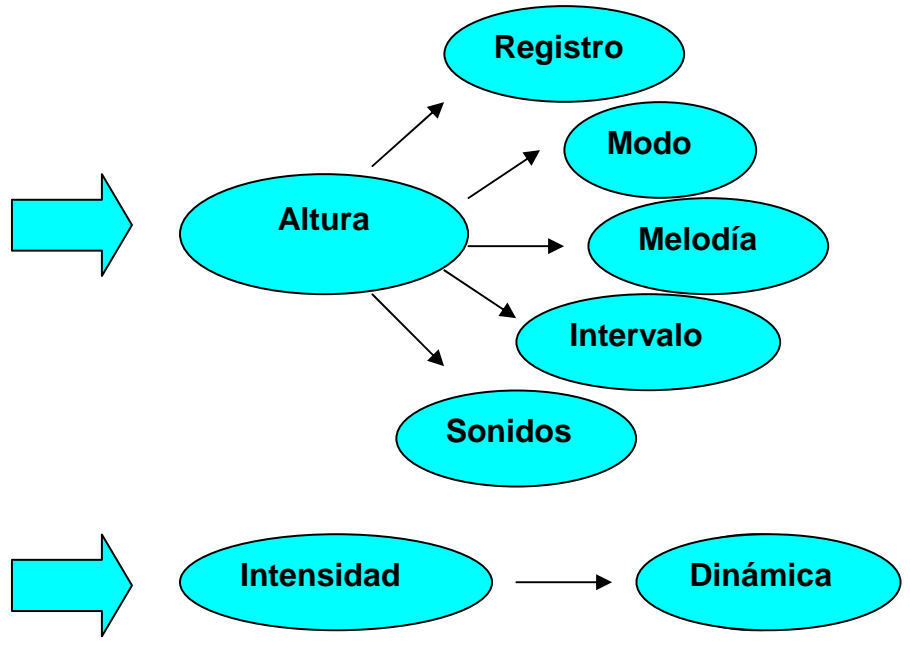 Registro
Modo
Altura
Melodía
Intervalo
Sonidos
Intensidad
Dinámica